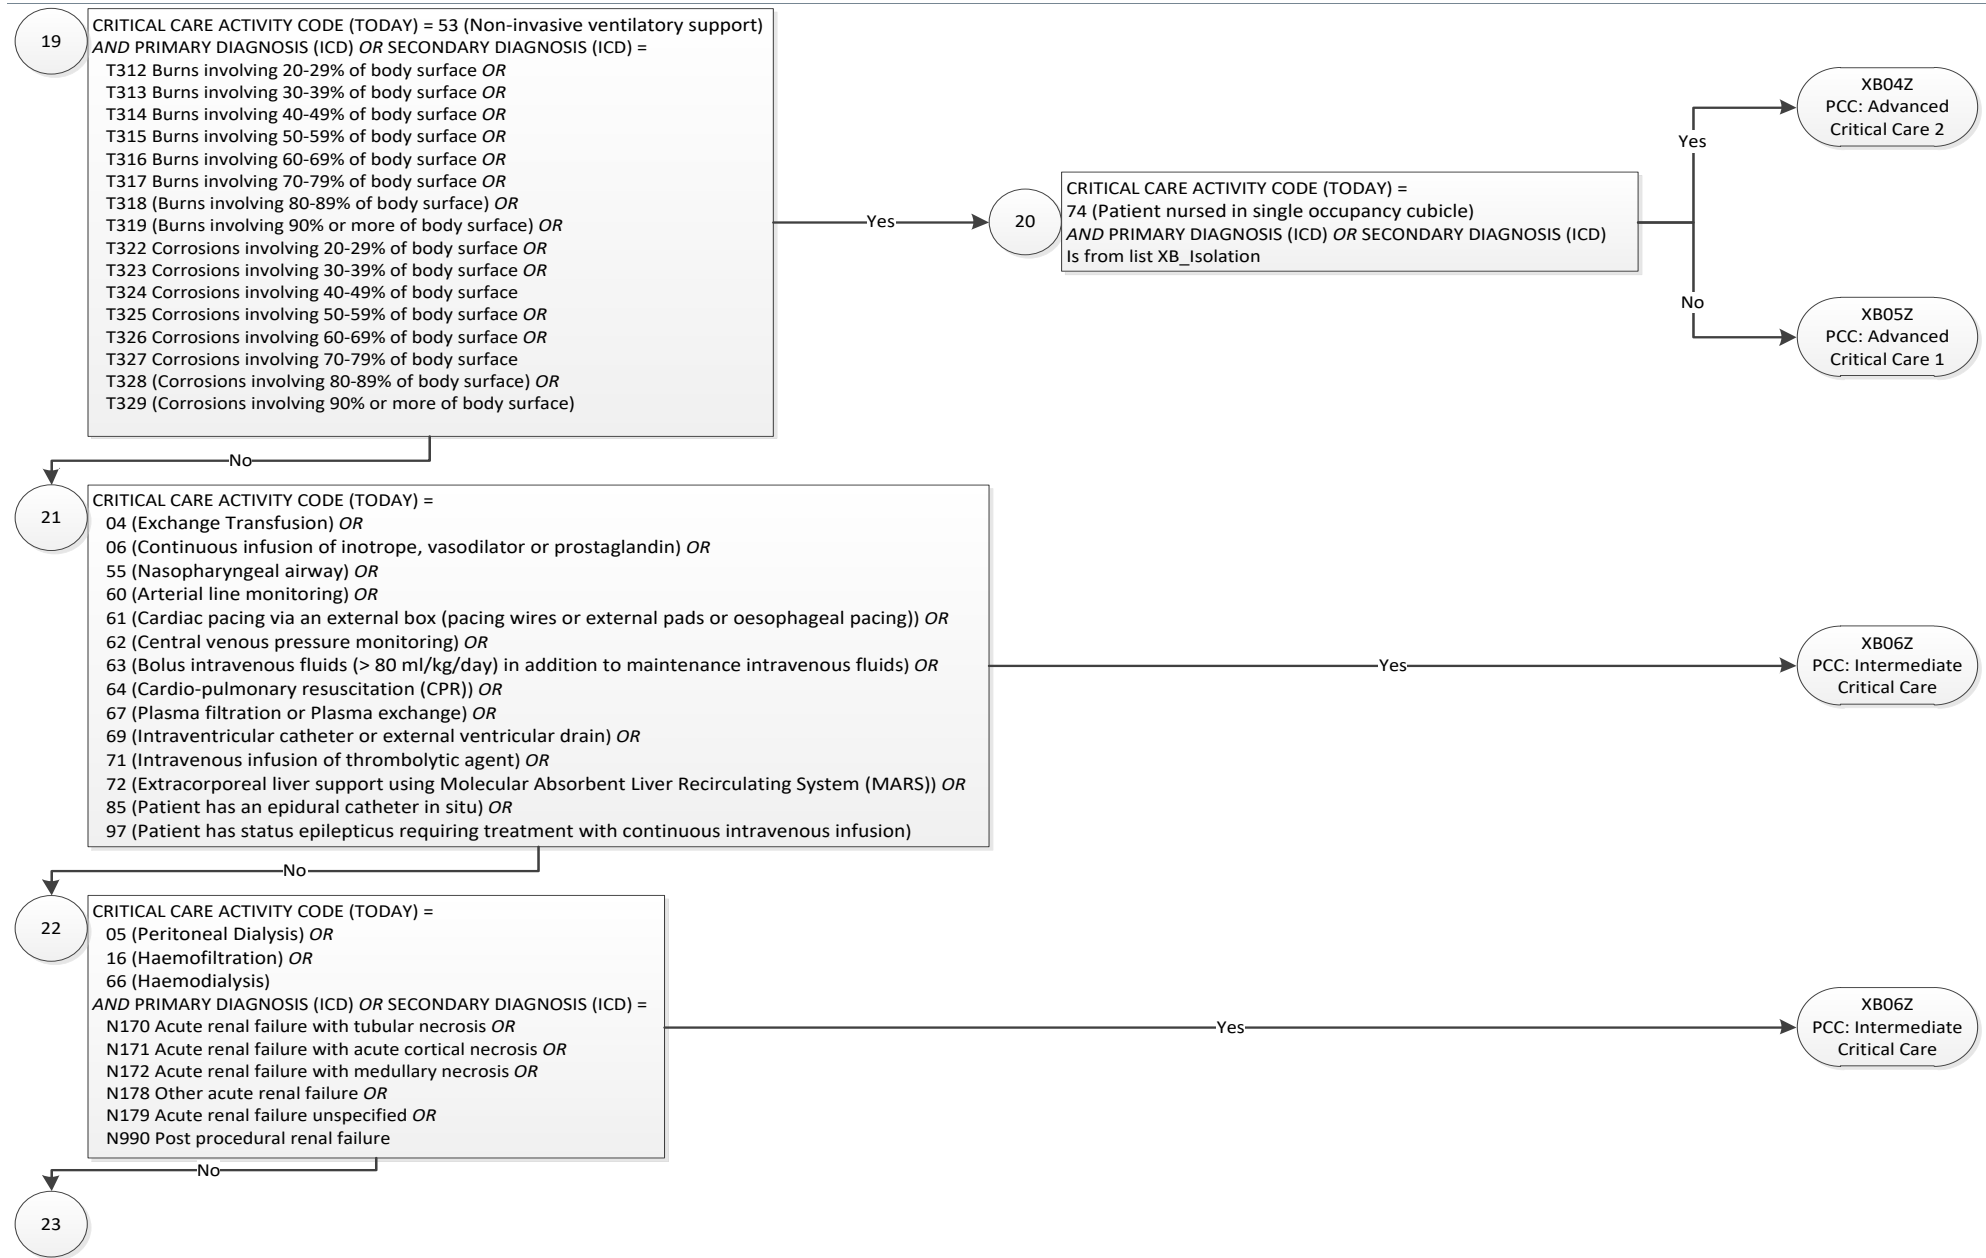 19
CRITICAL CARE ACTIVITY CODE (TODAY) = 53 (Non-invasive ventilatory support)
AND PRIMARY DIAGNOSIS (ICD) OR SECONDARY DIAGNOSIS (ICD) =
T312 Burns involving 20-29% of body surface OR
T313 Burns involving 30-39% of body surface OR
T314 Burns involving 40-49% of body surface OR
T315 Burns involving 50-59% of body surface OR
T316 Burns involving 60-69% of body surface OR
T317 Burns involving 70-79% of body surface OR
T318 (Burns involving 80-89% of body surface) OR
T319 (Burns involving 90% or more of body surface) OR
T322 Corrosions involving 20-29% of body surface OR
T323 Corrosions involving 30-39% of body surface OR
T324 Corrosions involving 40-49% of body surface
T325 Corrosions involving 50-59% of body surface OR
T326 Corrosions involving 60-69% of body surface OR
T327 Corrosions involving 70-79% of body surface
T328 (Corrosions involving 80-89% of body surface) OR
T329 (Corrosions involving 90% or more of body surface)
Yes
20
CRITICAL CARE ACTIVITY CODE (TODAY) =
74 (Patient nursed in single occupancy cubicle)
AND PRIMARY DIAGNOSIS (ICD) OR SECONDARY DIAGNOSIS (ICD)
Is from list XB_Isolation
Yes
XB04Z
PCC: Advanced
Critical Care 2
No
XB05Z
PCC: Advanced
Critical Care 1
No
21
CRITICAL CARE ACTIVITY CODE (TODAY) =
04 (Exchange Transfusion) OR
06 (Continuous infusion of inotrope, vasodilator or prostaglandin) OR
55 (Nasopharyngeal airway) OR
60 (Arterial line monitoring) OR
61 (Cardiac pacing via an external box (pacing wires or external pads or oesophageal pacing)) OR
62 (Central venous pressure monitoring) OR
63 (Bolus intravenous fluids (> 80 ml/kg/day) in addition to maintenance intravenous fluids) OR
64 (Cardio-pulmonary resuscitation (CPR)) OR
67 (Plasma filtration or Plasma exchange) OR
69 (Intraventricular catheter or external ventricular drain) OR
71 (Intravenous infusion of thrombolytic agent) OR
72 (Extracorporeal liver support using Molecular Absorbent Liver Recirculating System (MARS)) OR
85 (Patient has an epidural catheter in situ) OR
97 (Patient has status epilepticus requiring treatment with continuous intravenous infusion)
Yes
XB06Z
PCC: Intermediate
Critical Care
No
22
CRITICAL CARE ACTIVITY CODE (TODAY) =
05 (Peritoneal Dialysis) OR
16 (Haemofiltration) OR
66 (Haemodialysis)
AND PRIMARY DIAGNOSIS (ICD) OR SECONDARY DIAGNOSIS (ICD) =
N170 Acute renal failure with tubular necrosis OR
N171 Acute renal failure with acute cortical necrosis OR
N172 Acute renal failure with medullary necrosis OR
N178 Other acute renal failure OR
N179 Acute renal failure unspecified OR
N990 Post procedural renal failure
Yes
XB06Z
PCC: Intermediate
Critical Care
No
23